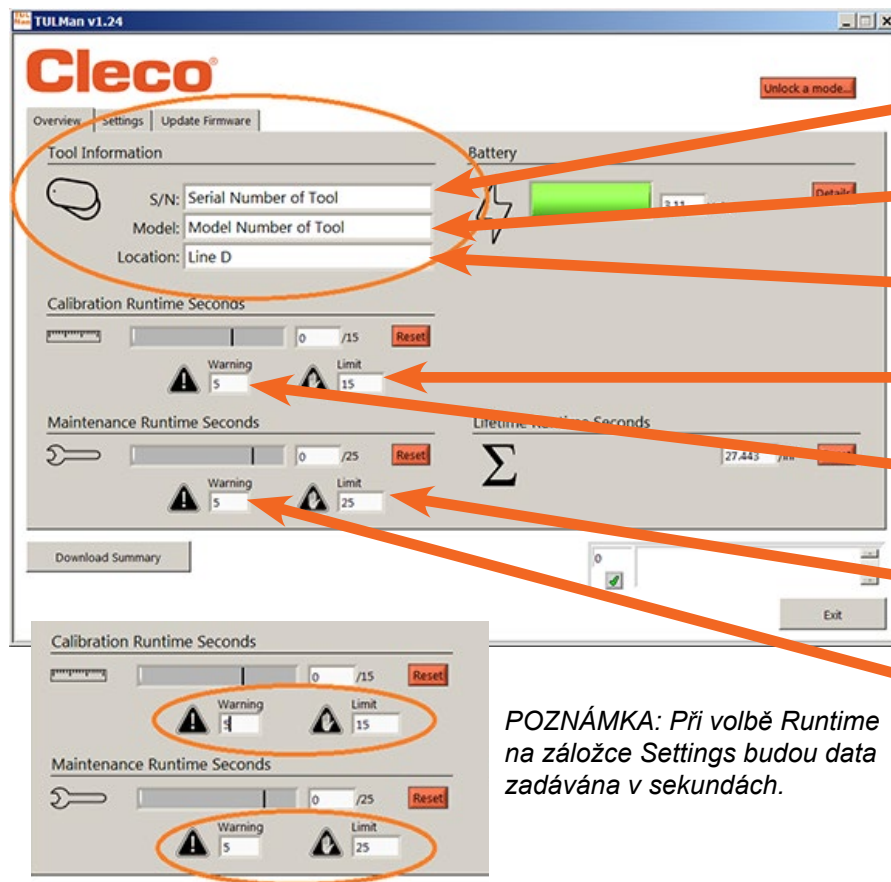 TULMan v1.24
Cleco
Unlock a mode...
Overview Settings Update Firmware
Tool Information
S/N: Serial Number of Tool
Model: Model Number of Tool
Location: Line D
Battery
3.11
Details
Calibration Runtime Seconds
0 /15 Reset
Warning Limit
5 15
Maintenance Runtime Seconds
0 /25 Reset
Warning Limit
5 25
Lifetime Runtime Seconds
Σ 27.443
Download Summary
0
Exit
Calibration Runtime Seconds
0 /15 Reset
Warning Limit
5 15
Maintenance Runtime Seconds
0 /25 Reset
Warning Limit
5 25
POZNÁMKA: Při volbě Runtime
na záložce Settings budou data
zadávána v sekundách.